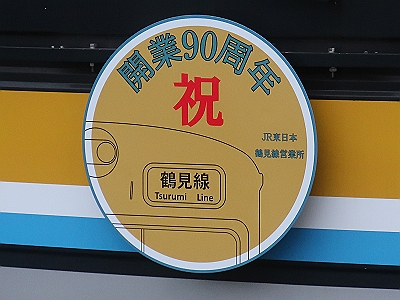 開業90周年
祝
JR東日本
鶴見線営業所
鶴見線
Tsurumi Line